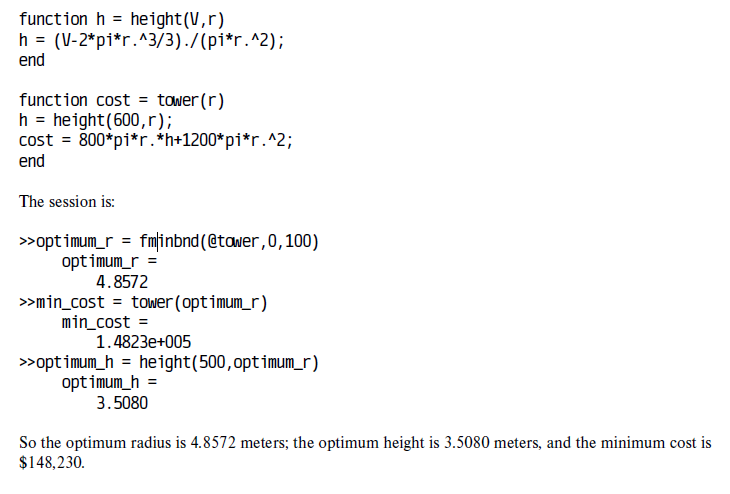 function h = height(V,r)
h = (V-2*pi*r.^3/3)./(pi*r.^2);
end
function cost = tower(r)
h = height(600,r);
cost = 800*pi*r.*h+1200*pi*r.^2;
end
The session is:
>>optimum_r = fminbnd(@tower,0,100)
optimum_r =
4.8572
>>min_cost = tower(optimum_r)
min_cost =
1.4823e+005
>>optimum_h = height(500,optimum_r)
optimum_h =
3.5080
So the optimum radius is 4.8572 meters; the optimum height is 3.5080 meters, and the minimum cost is
$148,230.